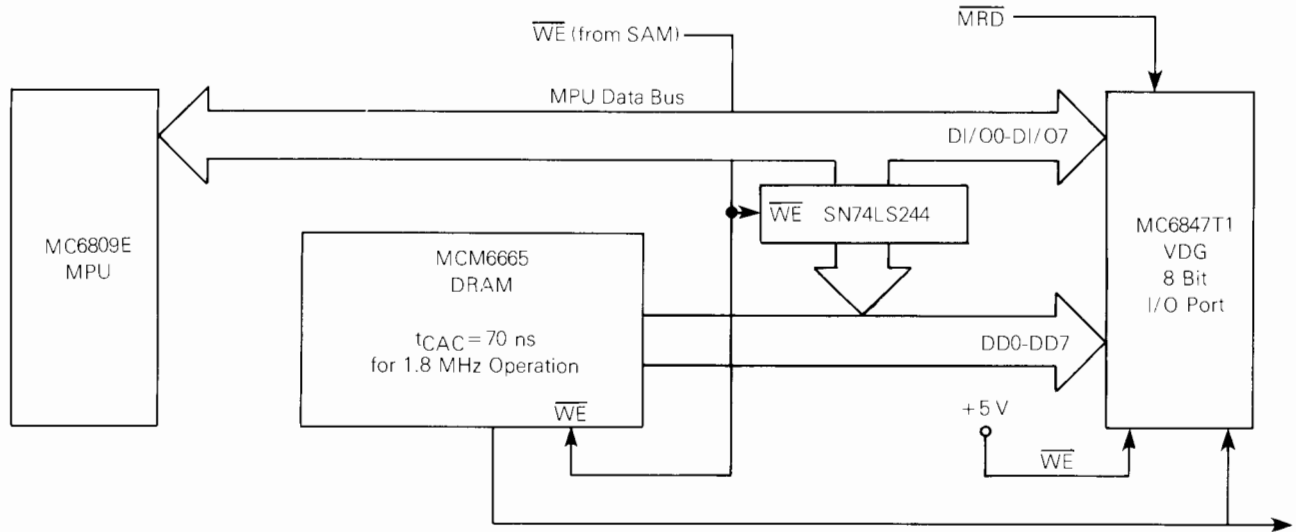 WE (from SAM)
MRD
MPU Data Bus
DI/O0-DI/O7
WE SN74LS244
MC6809E
MPU
MCM6665
DRAM
tCAC = 70 ns
for 1.8 MHz Operation
WE
MC6847T1
VDG
8 Bit
I/O Port
DD0-DD7
+5 V
WE